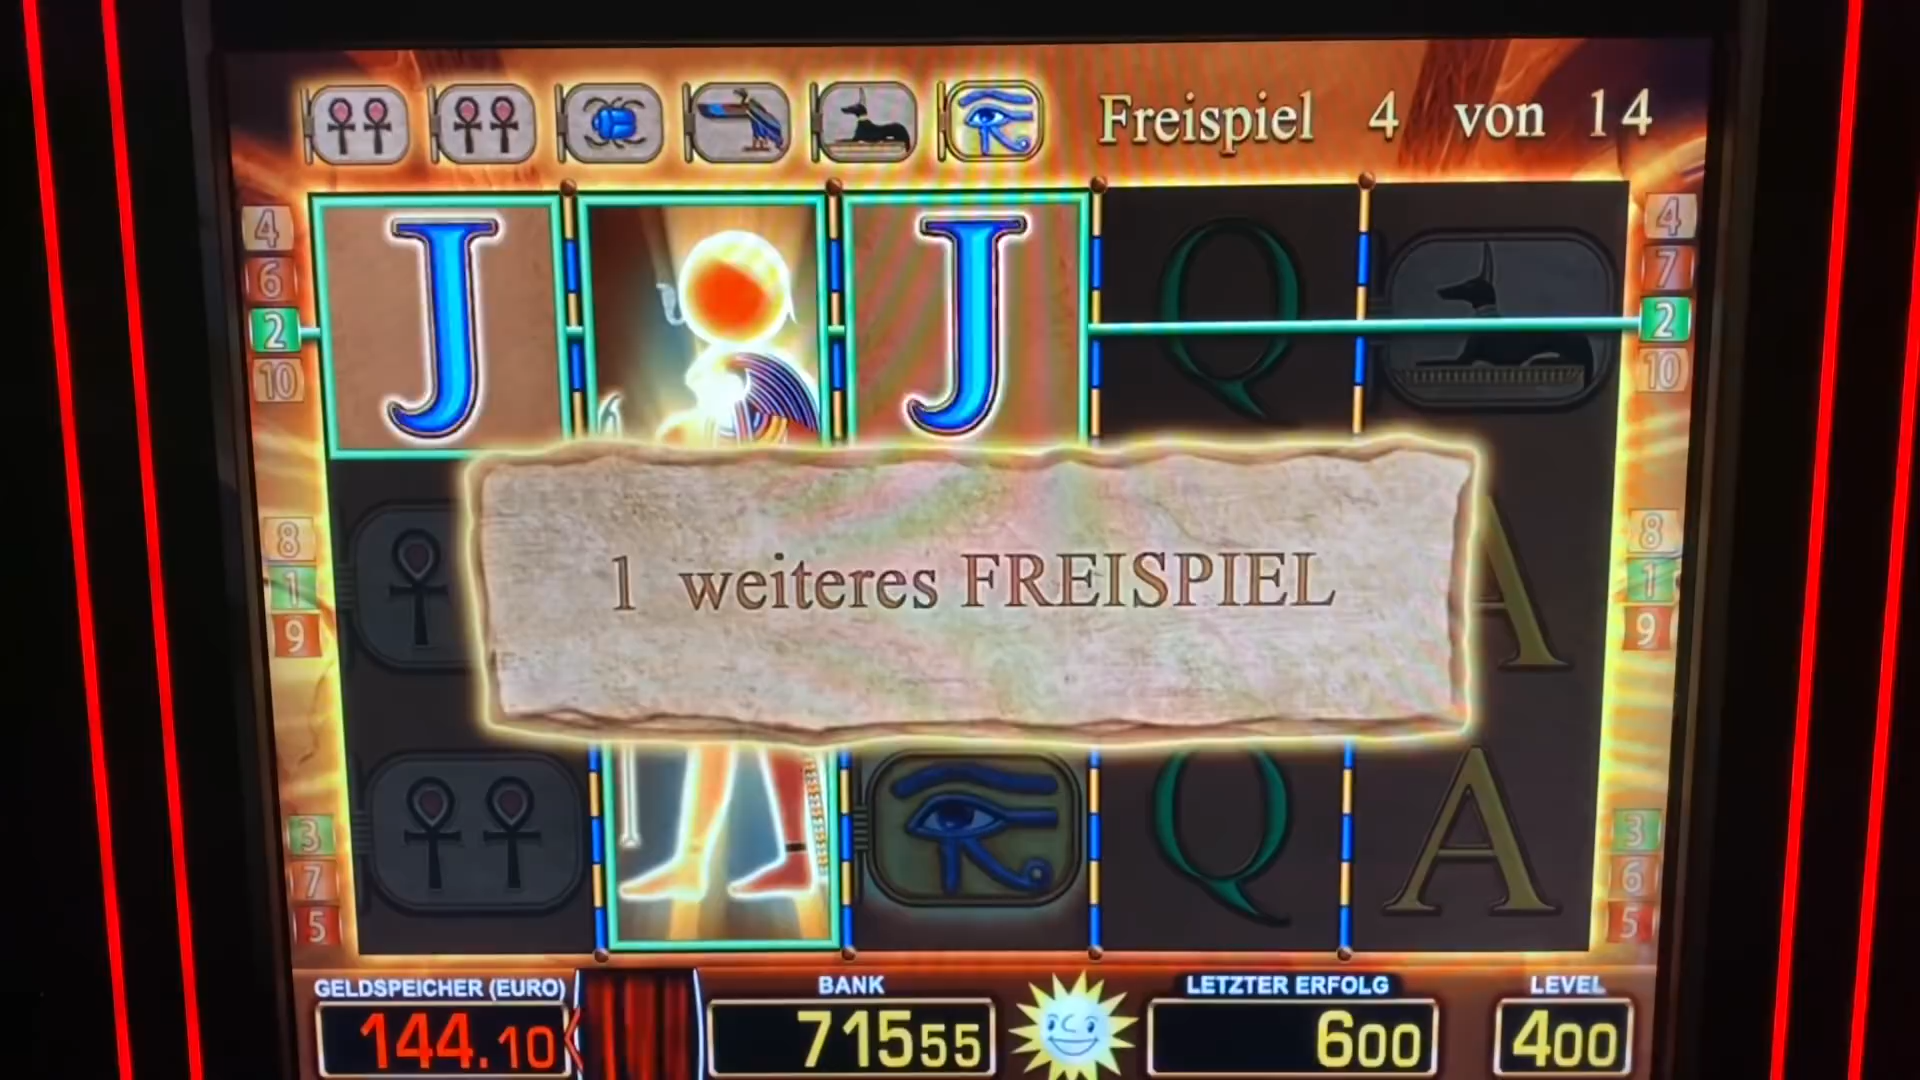 Freispiel 4 von 14
4
6
2
10
8
1
9
3
7
5
J
J
Q
Q
A
A
4
7
2
10
8
1
9
3
6
5
1 weiteres FREISPIEL
GELDSPEICHER (EURO)
144.10
BANK
71555
LETZTER ERFOLG
600
LEVEL
400